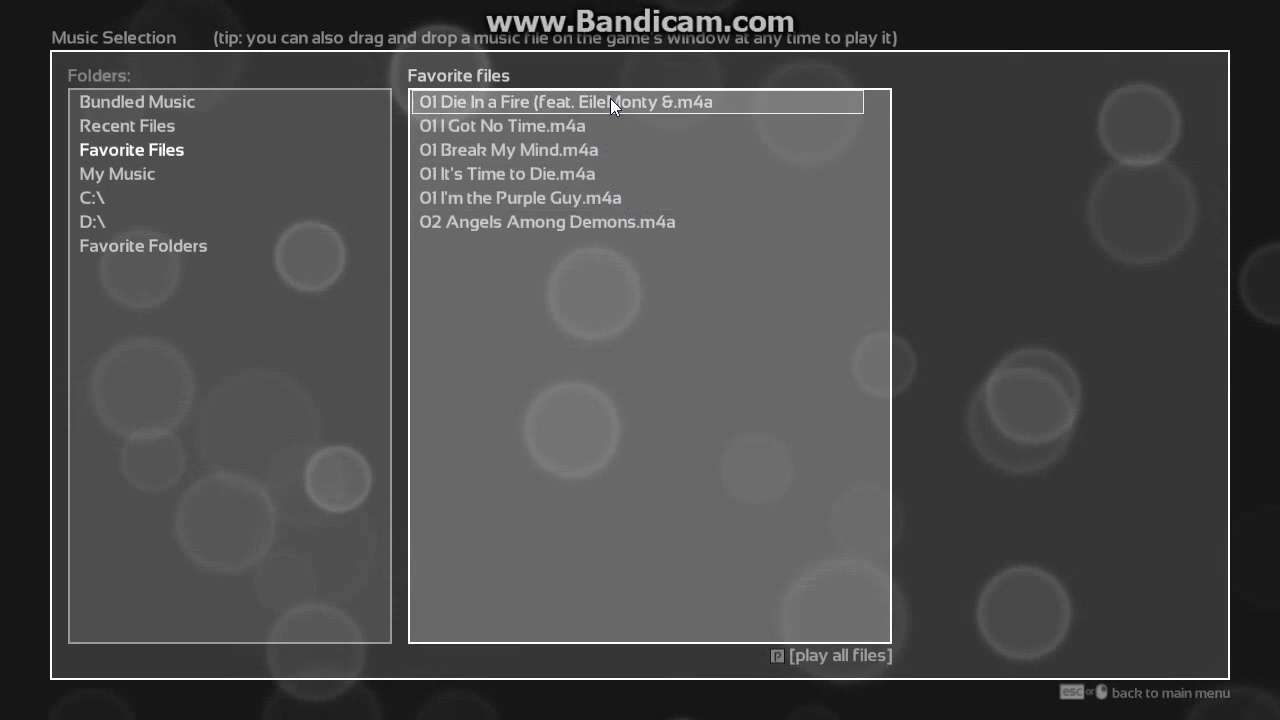 www.Bandicam.com
Music Selection (tip: you can also drag and drop a music file on the game's window at any time to play it)
Folders:
Bundled Music
Recent Files
Favorite Files
My Music
C:\
D:\
Favorite Folders
Favorite files
01 Die In a Fire (feat. EileMonty &.m4a
01 I Got No Time.m4a
01 Break My Mind.m4a
01 It's Time to Die.m4a
01 I'm the Purple Guy.m4a
02 Angels Among Demons.m4a
P [play all files]
esc or back to main menu